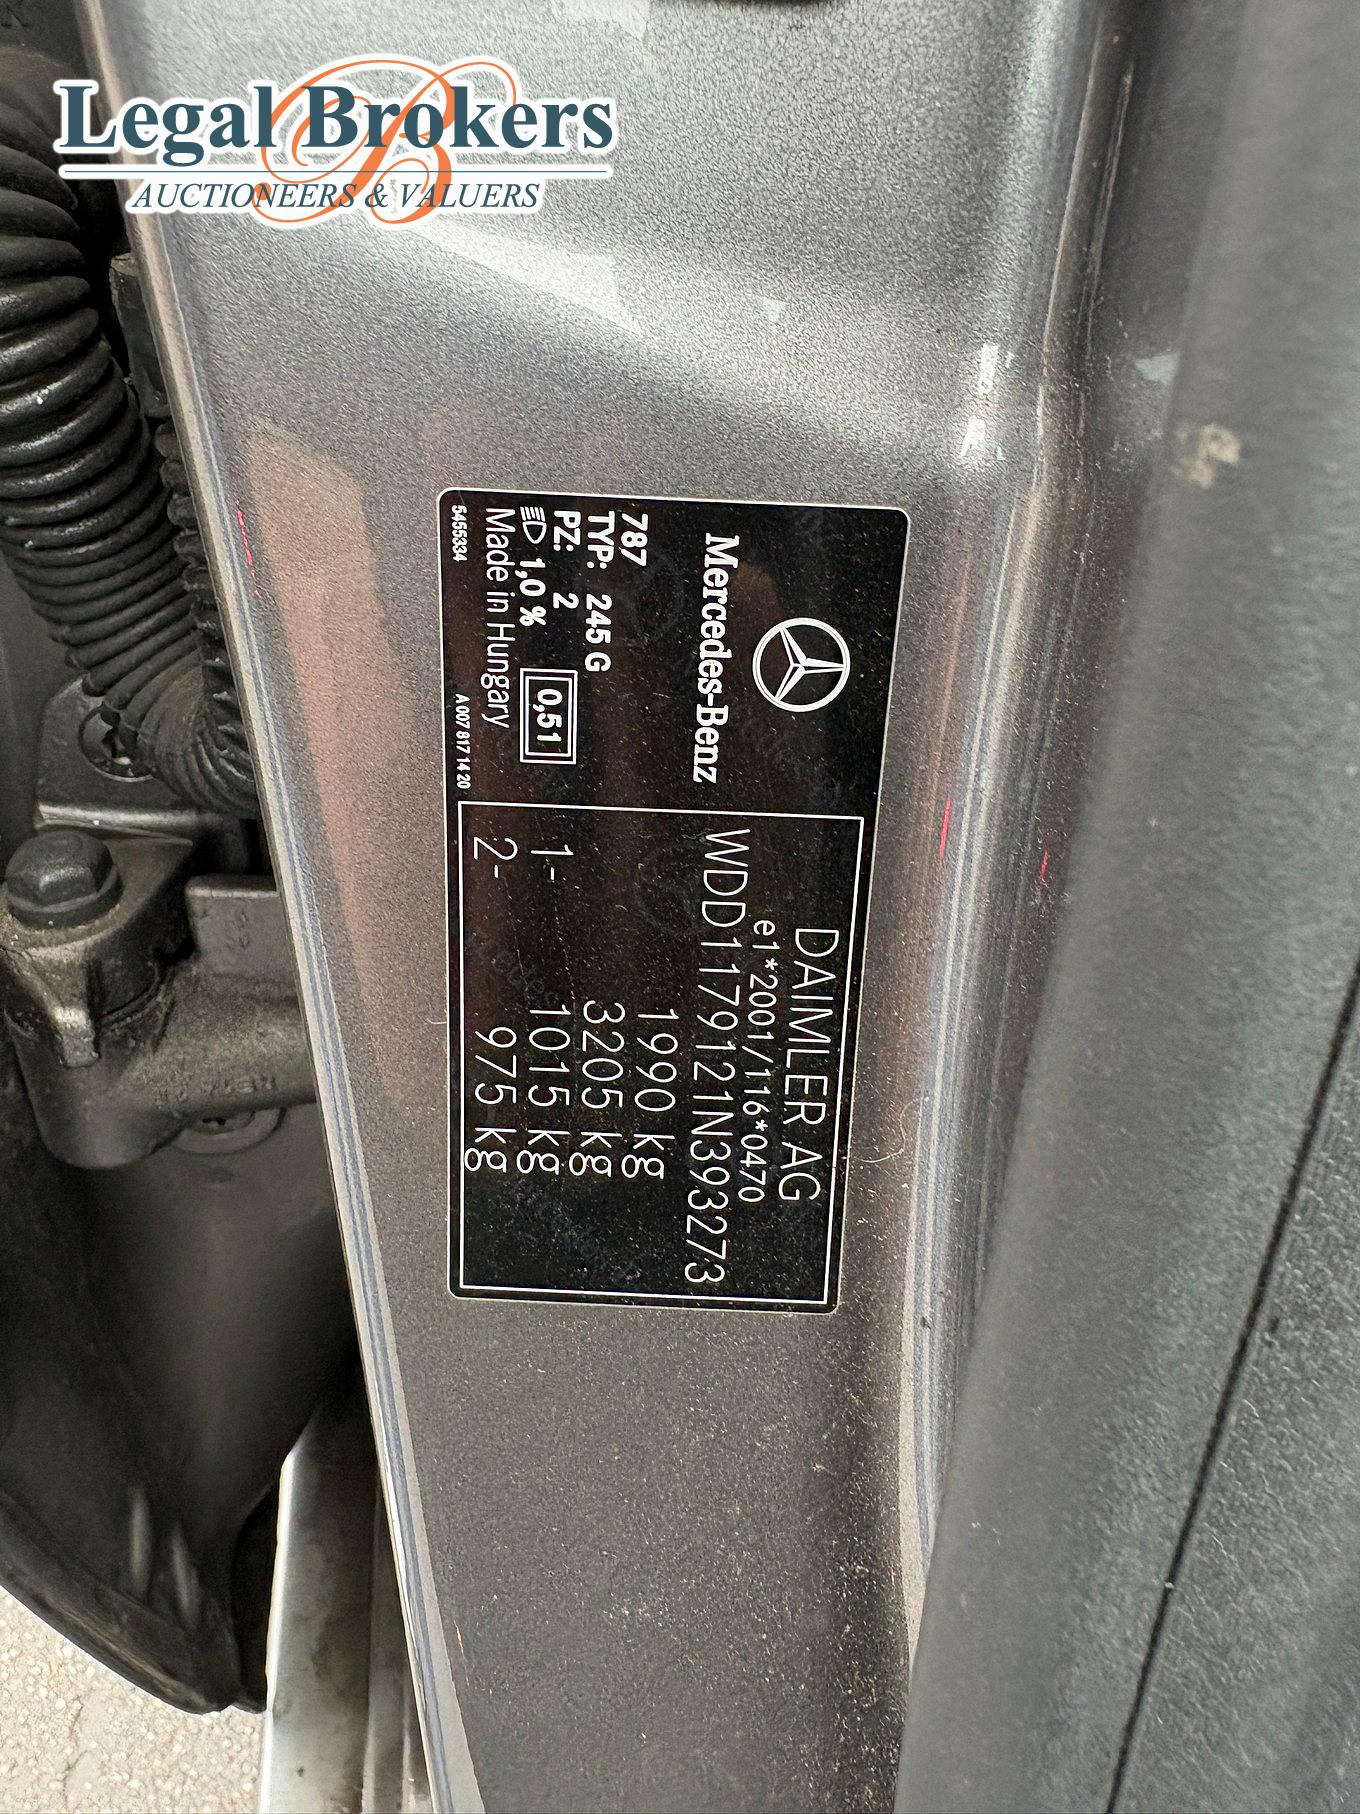 Legal Brokers
AUCTIONEERS & VALUERS
Mercedes-Benz
787
TYP: 245 G
PZ: 2
1,0 %
0,51
Made in Hungary
5455334
A 007 817 14 20
DAIMLER AG
e1*2001/116*0470
WDD1179121N393273
1990 kg
3205 kg
1- 1015 kg
2- 975 kg